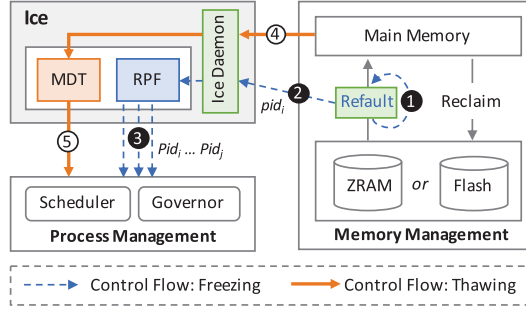 Ice
MDT
RPF
Ice Daemon
4
Main Memory
2
pid_i
Refault
1
Reclaim
5
3
Pid_i ... Pid_j
ZRAM or Flash
Scheduler
Governor
Process Management
Memory Management
Control Flow: Freezing
Control Flow: Thawing